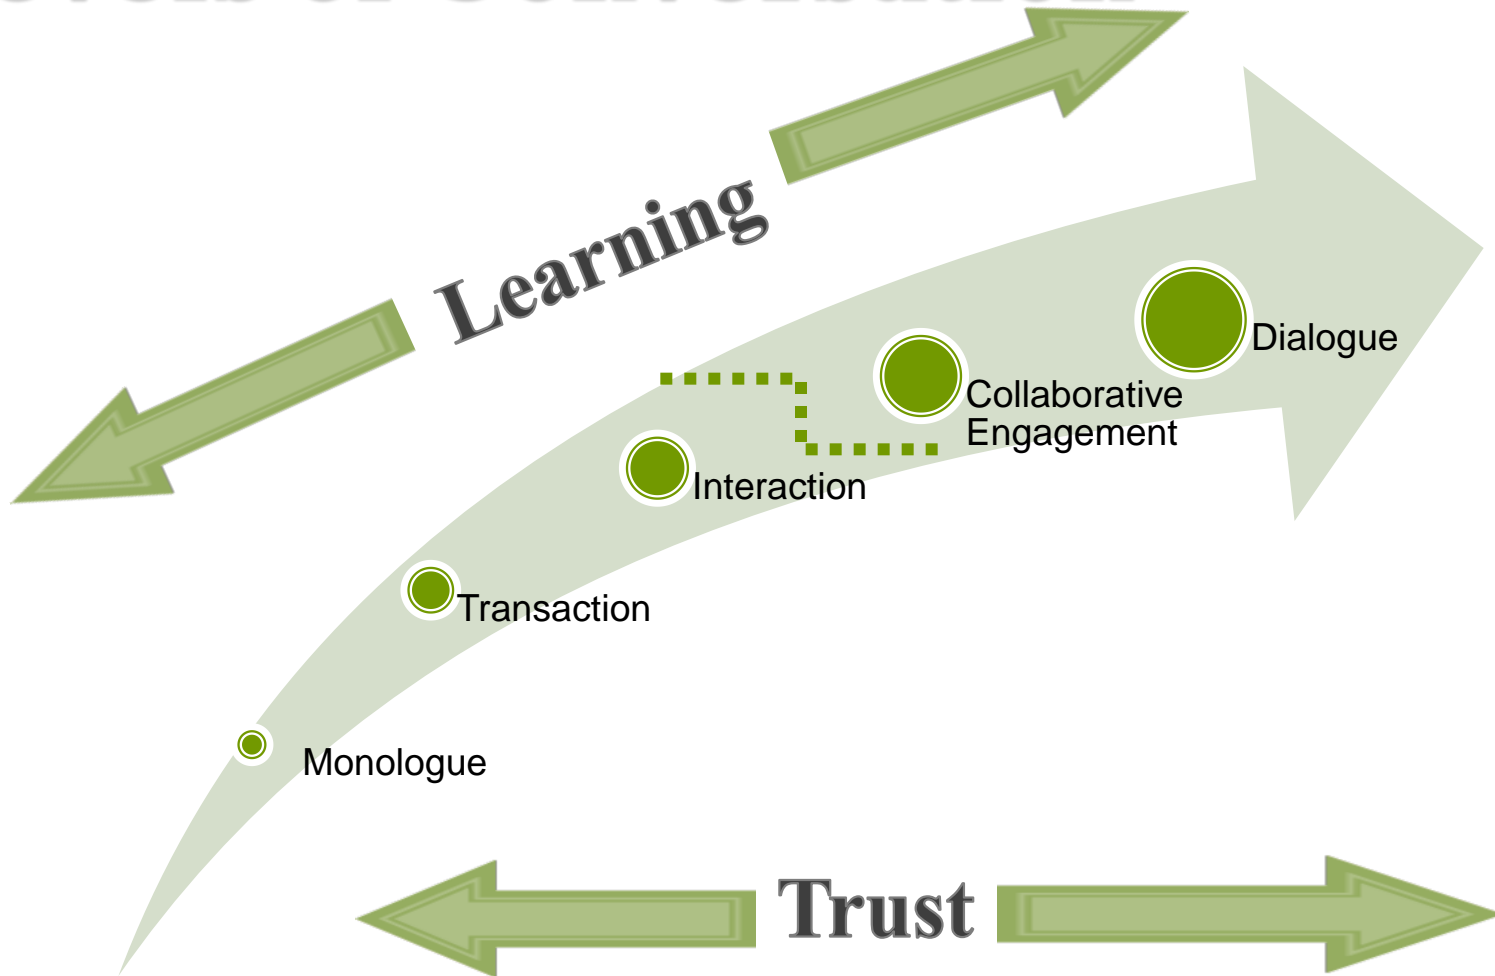 Learning
Dialogue
Collaborative
Engagement
Interaction
Transaction
Monologue
Trust